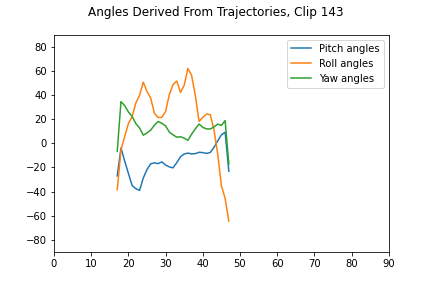 Angles Derived From Trajectories, Clip 143
Pitch angles
Roll angles
Yaw angles
80
60
40
20
0
−20
−40
−60
−80
0 10 20 30 40 50 60 70 80 90